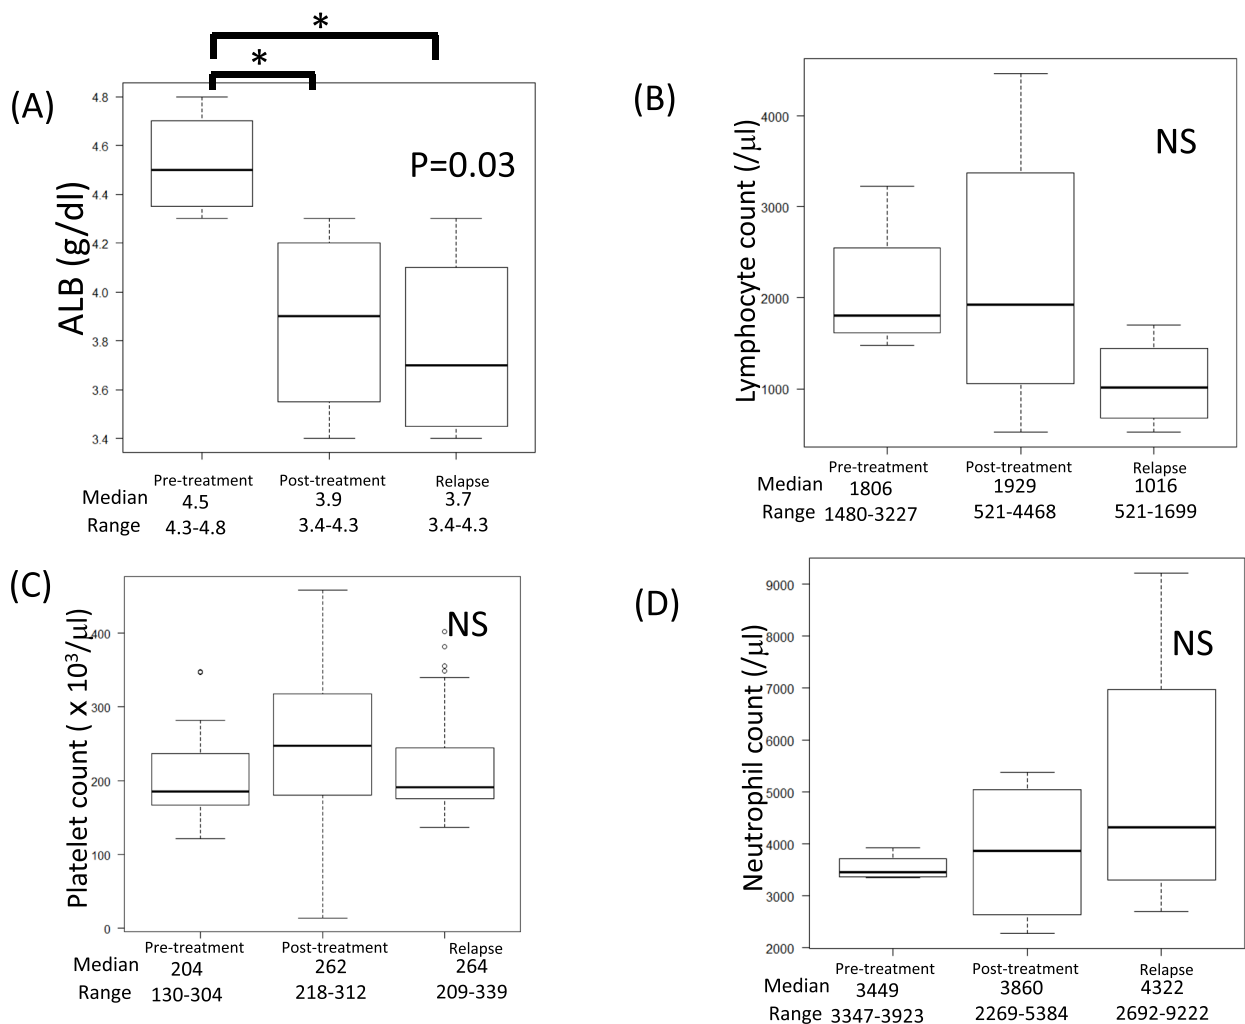 *
*
(A)
P=0.03
ALB (g/dl)
4.8
4.6
4.4
4.2
4.0
3.8
3.6
3.4
Pre-treatment Post-treatment Relapse
Median 4.5 3.9 3.7
Range 4.3-4.8 3.4-4.3 3.4-4.3
(B)
NS
Lymphocyte count (/μl)
4000
3000
2000
1000
Pre-treatment Post-treatment Relapse
Median 1806 1929 1016
Range 1480-3227 521-4468 521-1699
(C)
NS
Platelet count ( x 10³/μl)
400
300
200
100
0
Pre-treatment Post-treatment Relapse
Median 204 262 264
Range 130-304 218-312 209-339
(D)
NS
Neutrophil count (/μl)
9000
8000
7000
6000
5000
4000
3000
2000
Pre-treatment Post-treatment Relapse
Median 3449 3860 4322
Range 3347-3923 2269-5384 2692-9222